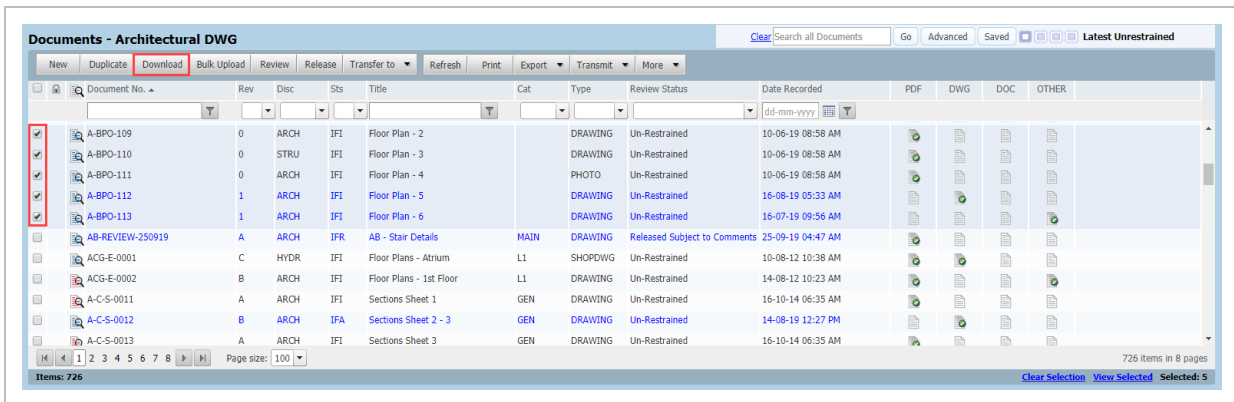 Documents - Architectural DWG Clear Search all Documents Go Advanced Saved Latest Unrestrained
New Duplicate Download Bulk Upload Review Release Transfer to Refresh Print Export Transmit More
Document No. Rev Disc Sts Title Cat Type Review Status Date Recorded PDF DWG DOC OTHER
dd-mm-yyyy
A-BPO-109 0 ARCH IFI Floor Plan - 2 DRAWING Un-Restrained 10-06-19 08:58 AM
A-BPO-110 0 STRU IFI Floor Plan - 3 DRAWING Un-Restrained 10-06-19 08:58 AM
A-BPO-111 0 ARCH IFI Floor Plan - 4 PHOTO Un-Restrained 10-06-19 08:58 AM
A-BPO-112 1 ARCH IFI Floor Plan - 5 DRAWING Un-Restrained 16-08-19 05:33 AM
A-BPO-113 1 ARCH IFI Floor Plan - 6 DRAWING Un-Restrained 16-07-19 09:56 AM
AB-REVIEW-250919 A ARCH IFR AB - Stair Details MAIN DRAWING Released Subject to Comments 25-09-19 04:47 AM
ACG-E-0001 C HYDR IFI Floor Plans - Atrium L1 SHOPDWG Un-Restrained 10-08-12 10:38 AM
ACG-E-0002 B ARCH IFI Floor Plans - 1st Floor L1 DRAWING Un-Restrained 14-08-12 10:23 AM
A-C-S-0011 A ARCH IFI Sections Sheet 1 GEN DRAWING Un-Restrained 16-10-14 06:35 AM
A-C-S-0012 B ARCH IFA Sections Sheet 2 - 3 GEN DRAWING Un-Restrained 14-08-19 12:27 PM
A-C-S-0013 A ARCH IFI Sections Sheet 3 GEN DRAWING Un-Restrained 16-10-14 06:35 AM
1 2 3 4 5 6 7 8 Page size: 100 726 items in 8 pages
Items: 726 Clear Selection View Selected Selected: 5